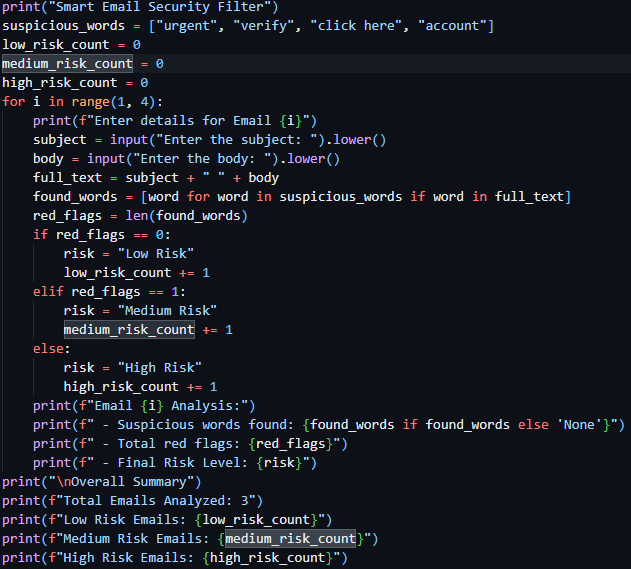 print("Smart Email Security Filter")
suspicious_words = ["urgent", "verify", "click here", "account"]
low_risk_count = 0
medium_risk_count = 0
high_risk_count = 0
for i in range(1, 4):
    print(f"Enter details for Email {i}")
    subject = input("Enter the subject: ").lower()
    body = input("Enter the body: ").lower()
    full_text = subject + " " + body
    found_words = [word for word in suspicious_words if word in full_text]
    red_flags = len(found_words)
    if red_flags == 0:
        risk = "Low Risk"
        low_risk_count += 1
    elif red_flags == 1:
        risk = "Medium Risk"
        medium_risk_count += 1
    else:
        risk = "High Risk"
        high_risk_count += 1
    print(f"Email {i} Analysis:")
    print(f" - Suspicious words found: {found_words if found_words else 'None'}")
    print(f" - Total red flags: {red_flags}")
    print(f" - Final Risk Level: {risk}")
print("\nOverall Summary")
print(f"Total Emails Analyzed: 3")
print(f"Low Risk Emails: {low_risk_count}")
print(f"Medium Risk Emails: {medium_risk_count}")
print(f"High Risk Emails: {high_risk_count}")